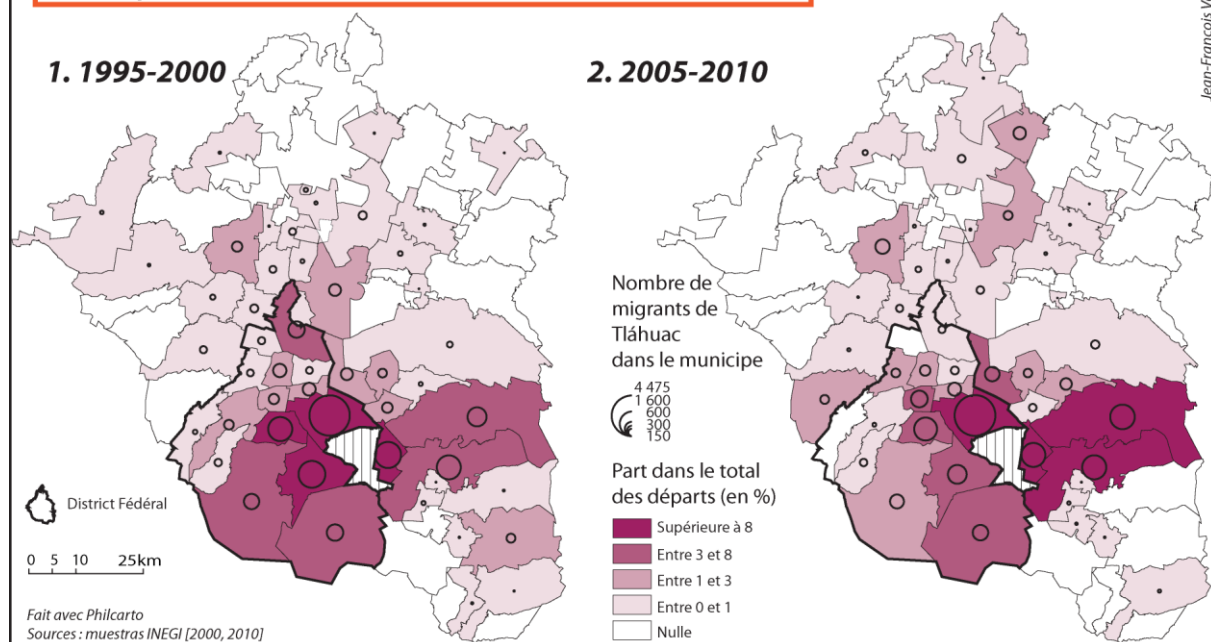 Jean-François
1. 1995-2000
2. 2005-2010
Nombre de
migrants de
Tláhuac
dans le municipe
4 475
1 600
600
300
150
Part dans le total
des départs (en %)
Supérieure à 8
Entre 3 et 8
Entre 1 et 3
Entre 0 et 1
Nulle
District Fédéral
0 5 10 25km
Fait avec Philcarto
Sources : muestras INEGI [2000, 2010]